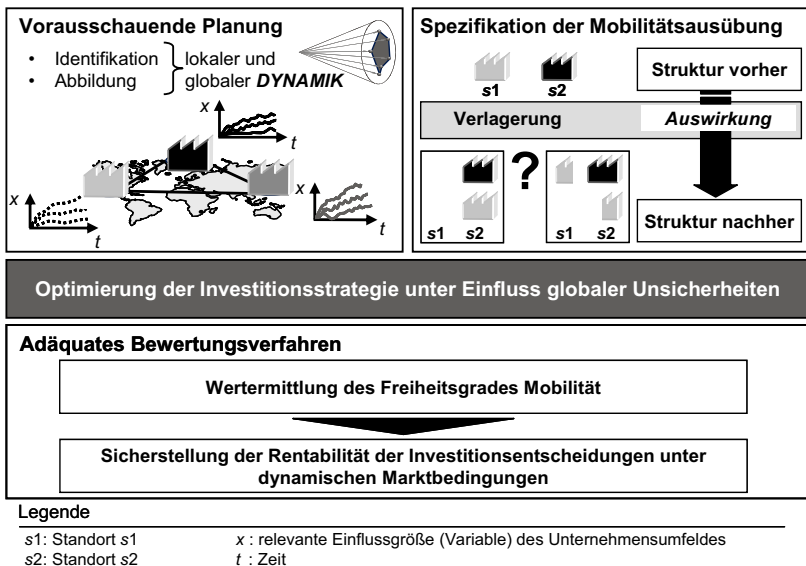 Vorausschauende Planung
• Identifikation
• Abbildung
lokaler und
globaler DYNAMIK
x
t
x
t
x
t
Spezifikation der Mobilitätsausübung
s1 s2
Struktur vorher
Verlagerung
Auswirkung
?
s1 s2
s1 s2
Struktur nachher
Optimierung der Investitionsstrategie unter Einfluss globaler Unsicherheiten
Adäquates Bewertungsverfahren
Wertermittlung des Freiheitsgrades Mobilität
Sicherstellung der Rentabilität der Investitionsentscheidungen unter
dynamischen Marktbedingungen
Legende
s1: Standort s1
s2: Standort s2
x : relevante Einflussgröße (Variable) des Unternehmensumfeldes
t : Zeit